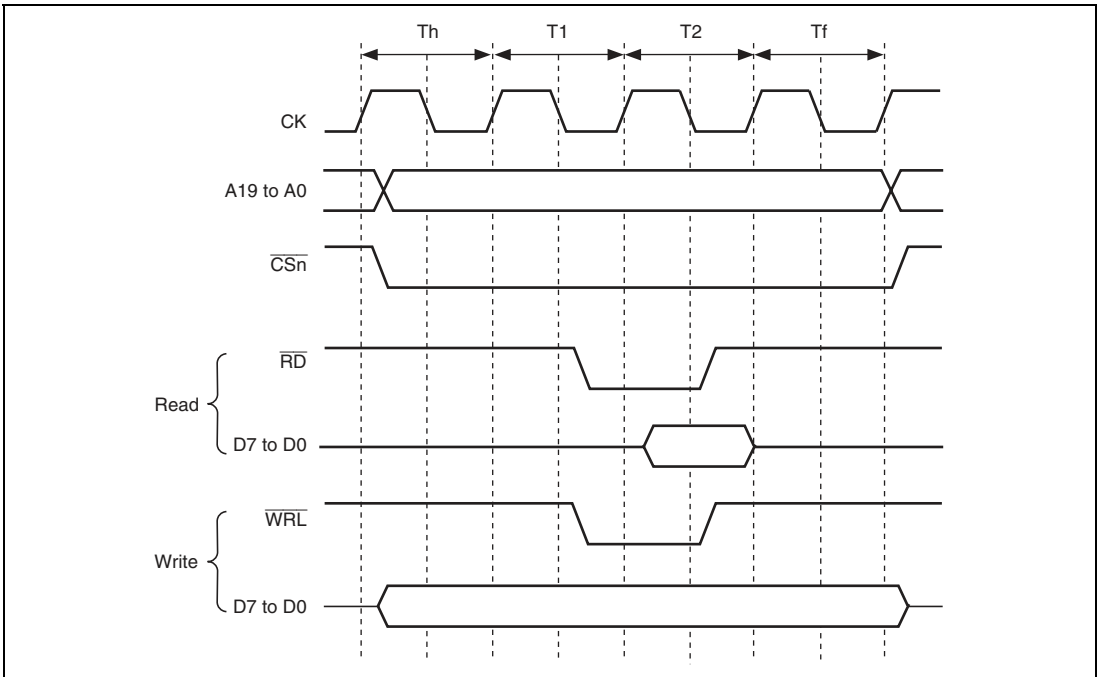 Th T1 T2 Tf
CK
A19 to A0
CSn
RD
Read
D7 to D0
WRL
Write
D7 to D0